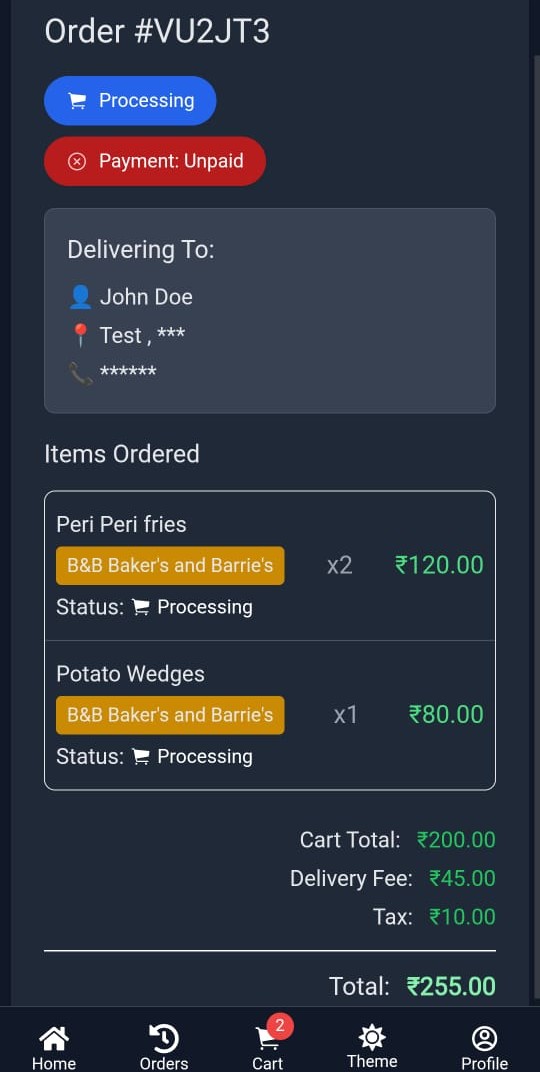 Order #VU2JT3
Processing
Payment: Unpaid
Delivering To:
John Doe
Test , ***
******
Items Ordered
Peri Peri fries
B&B Baker's and Barrie's x2 ₹120.00
Status: Processing
Potato Wedges
B&B Baker's and Barrie's x1 ₹80.00
Status: Processing
Cart Total: ₹200.00
Delivery Fee: ₹45.00
Tax: ₹10.00
Total: ₹255.00
2
Home Orders Cart Theme Profile